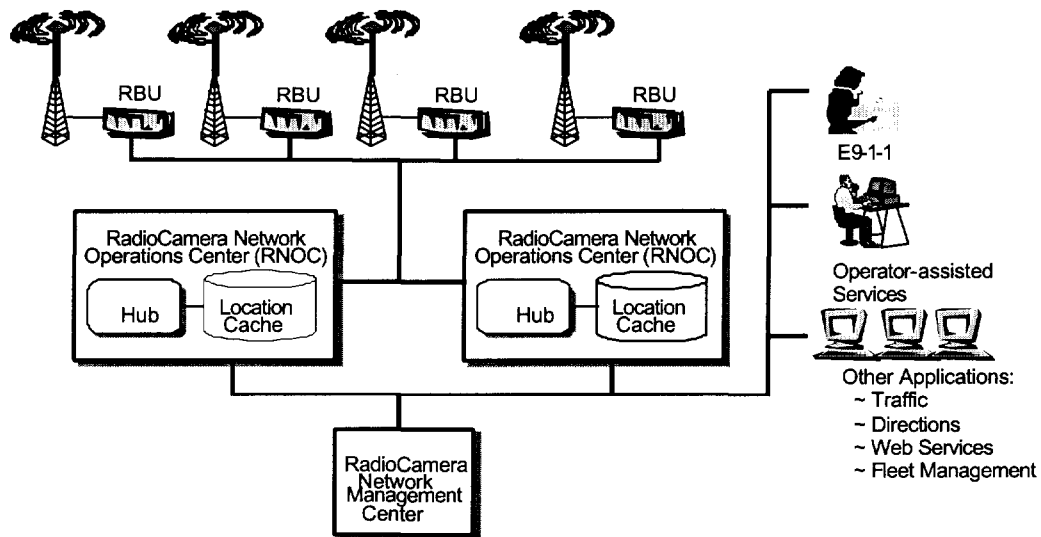 RBU
RBU
RBU
RBU
E9-1-1
RadioCamera Network
Operations Center (RNOC)
Hub
Location
Cache
RadioCamera Network
Operations Center (RNOC)
Hub
Location
Cache
Operator-assisted
Services
Other Applications:
~ Traffic
~ Directions
~ Web Services
~ Fleet Management
RadioCamera
Network
Management
Center